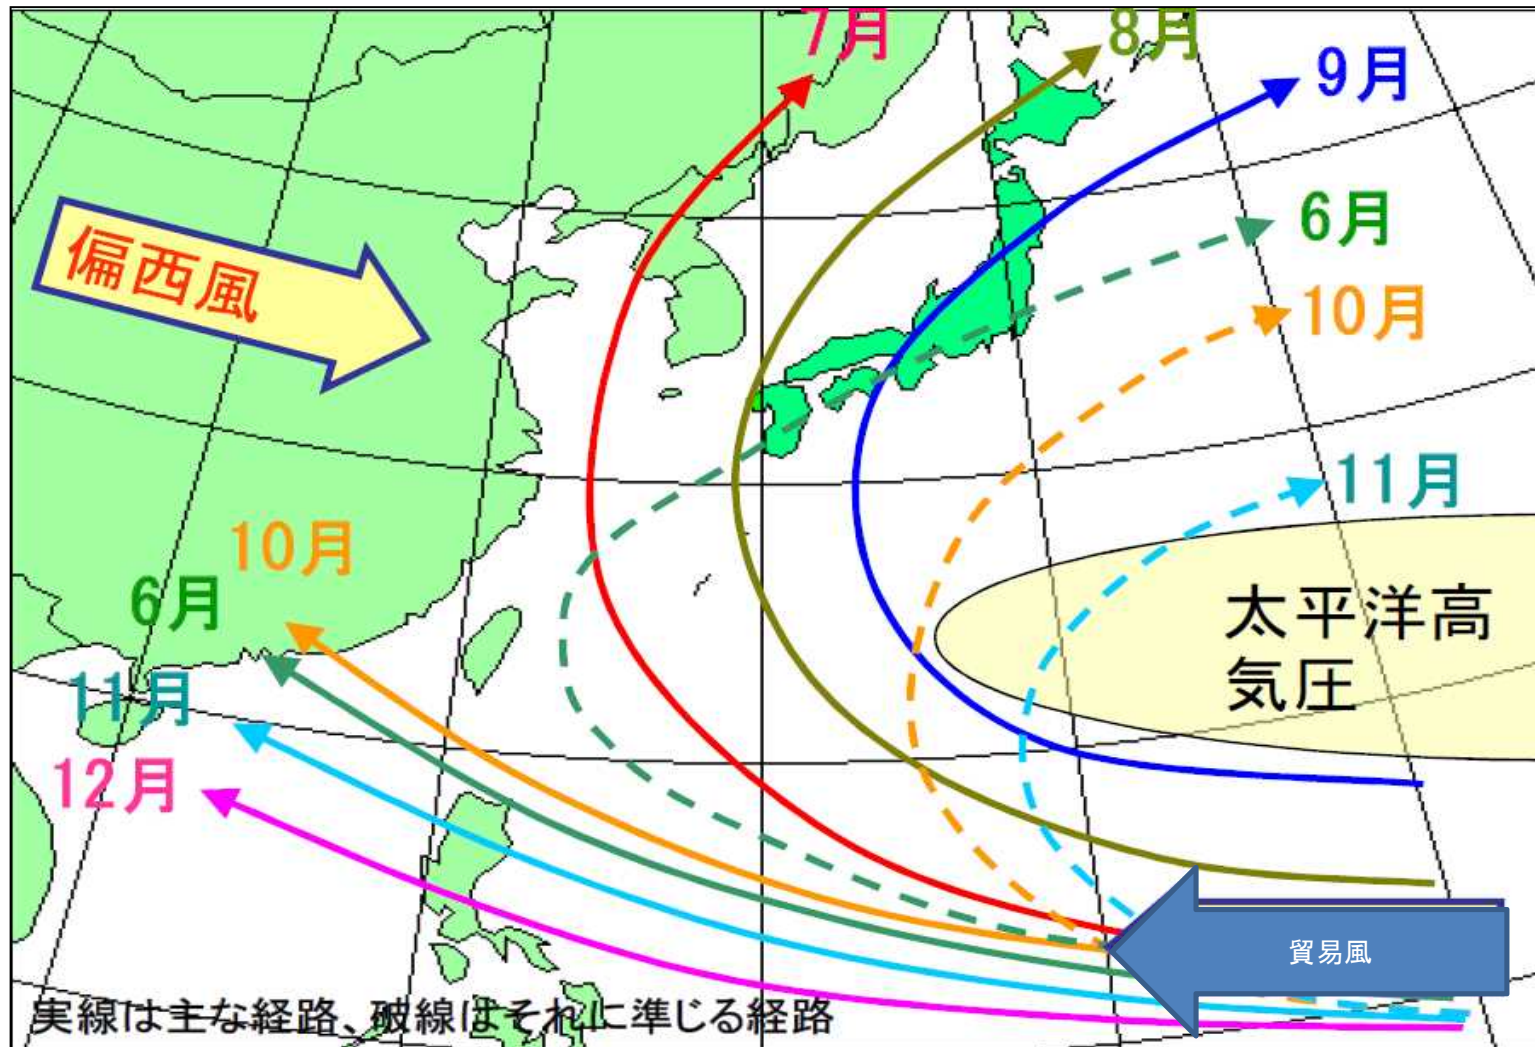 7月
8月
9月
偏西風
6月
10月
11月
10月
6月
太平洋高
気圧
11月
12月
貿易風
実線は主な経路、破線はそれに準じる経路